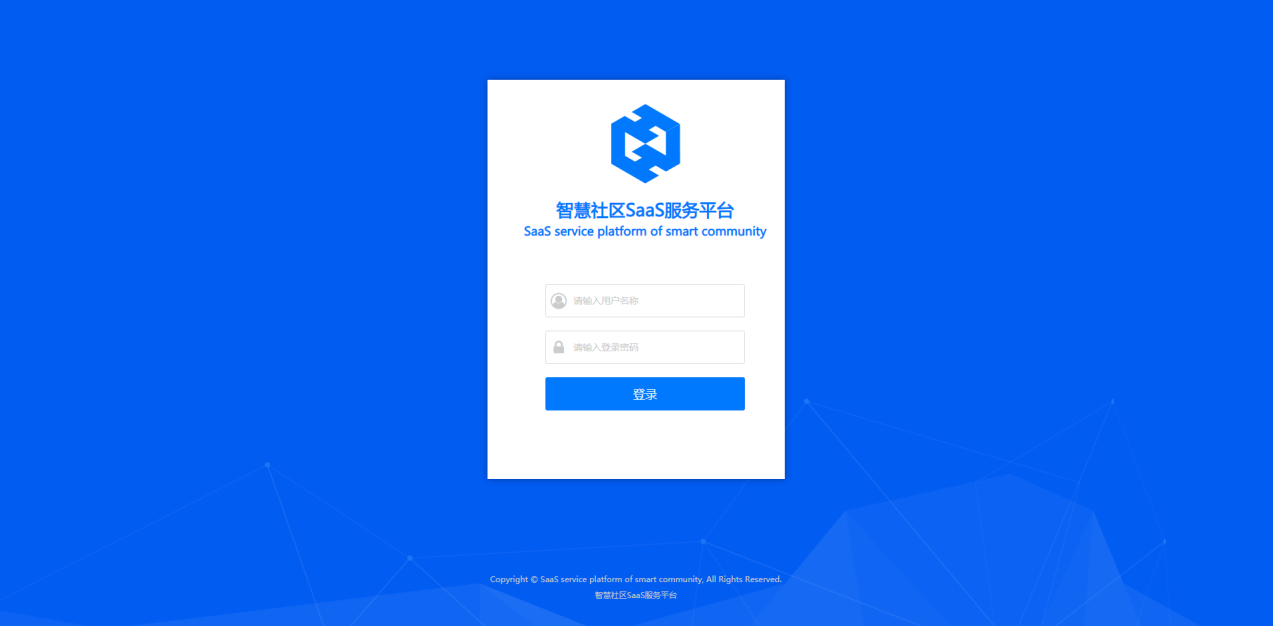 智慧社区SaaS服务平台
SaaS service platform of smart community
请输入用户名称
请输入登录密码
登录
Copyright © SaaS service platform of smart community, All Rights Reserved.
智慧社区SaaS服务平台